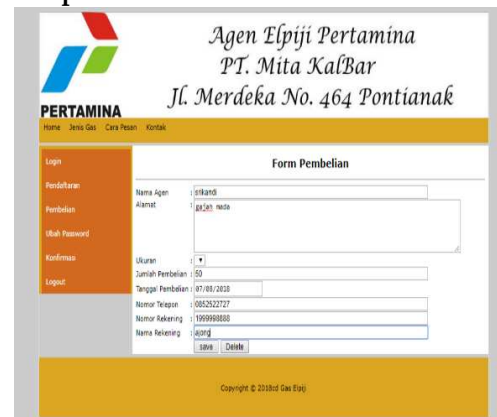 Agen Elpiji Pertamina
PT. Mita KalBar
Jl. Merdeka No. 464 Pontianak
PERTAMINA
Home Jenis Gas Cara Pesan Kontak
Login
Pendaftaran
Pembelian
Ubah Password
Konfirmasi
Logout
Form Pembelian
Nama Agen : srikandi
Alamat : gajah mada
Ukuran :
Jumlah Pembelian : 50
Tanggal Pembelian : 07/08/2018
Nomor Telepon : 0852522727
Nomor Rekening : 1999998888
Nama Rekening : ajong
save Delete
Copyright © 2018cd Gas Elpiji